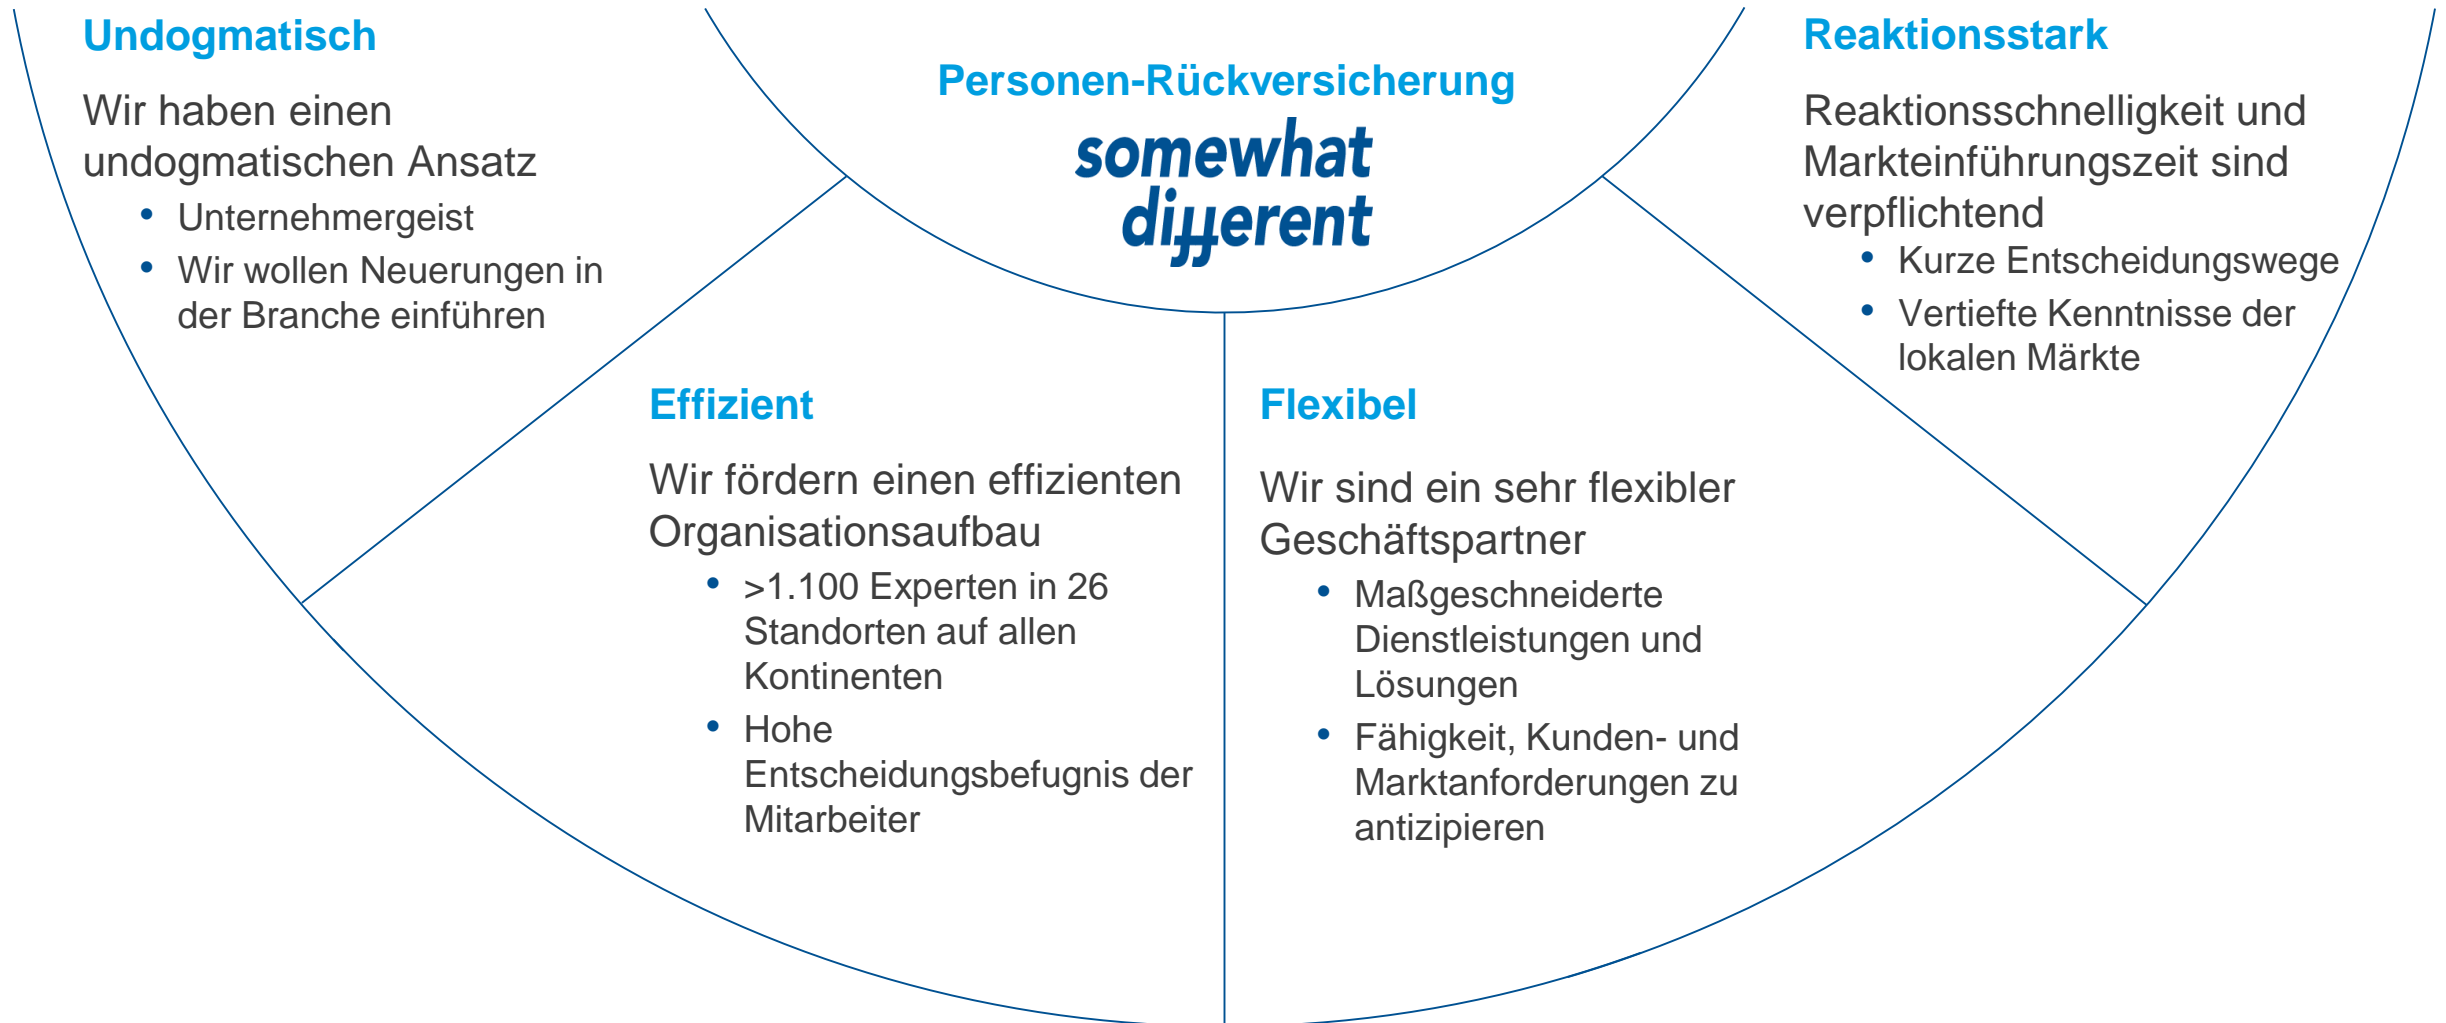 Undogmatisch
Wir haben einen
undogmatischen Ansatz
• Unternehmergeist
• Wir wollen Neuerungen in
der Branche einführen
Personen-Rückversicherung
somewhat
different
Reaktionsstark
Reaktionsschnelligkeit und
Markteinführungszeit sind
verpflichtend
• Kurze Entscheidungswege
• Vertiefte Kenntnisse der
lokalen Märkte
Effizient
Wir fördern einen effizienten
Organisationsaufbau
• >1.100 Experten in 26
Standorten auf allen
Kontinenten
• Hohe
Entscheidungsbefugnis der
Mitarbeiter
Flexibel
Wir sind ein sehr flexibler
Geschäftspartner
• Maßgeschneiderte
Dienstleistungen und
Lösungen
• Fähigkeit, Kunden- und
Marktanforderungen zu
antizipieren